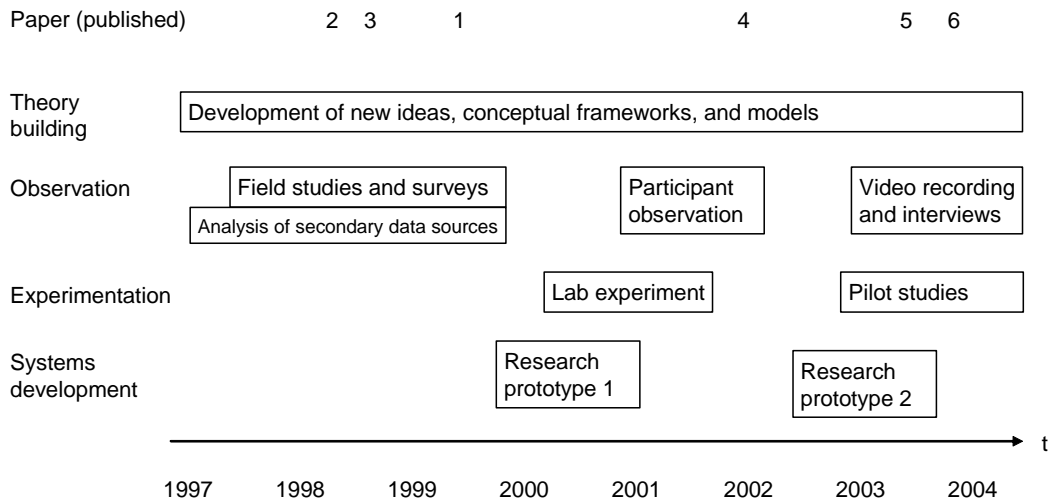 Paper (published) 2 3 1 4 5 6
Theory
building
Development of new ideas, conceptual frameworks, and models
Observation
Field studies and surveys
Analysis of secondary data sources
Participant
observation
Video recording
and interviews
Experimentation
Lab experiment
Pilot studies
Systems
development
Research
prototype 1
Research
prototype 2
t
1997 1998 1999 2000 2001 2002 2003 2004